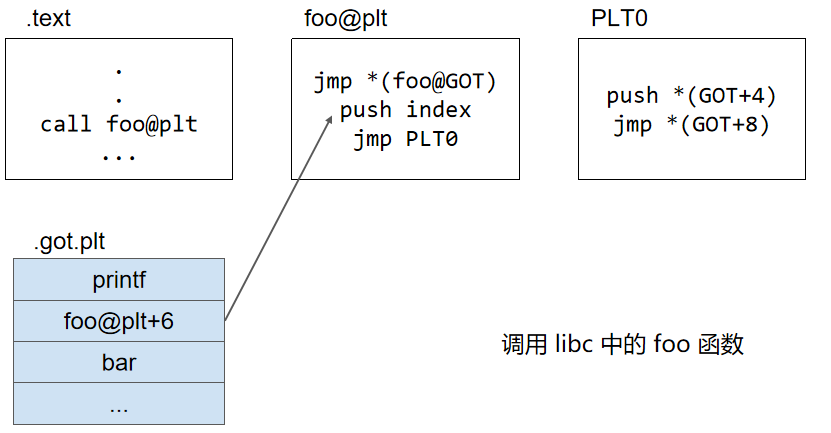 .text
.
.
call foo@plt
...
foo@plt
jmp *(foo@GOT)
push index
jmp PLT0
PLT0
push *(GOT+4)
jmp *(GOT+8)
.got.plt
printf
foo@plt+6
bar
...
调用 libc 中的 foo 函数